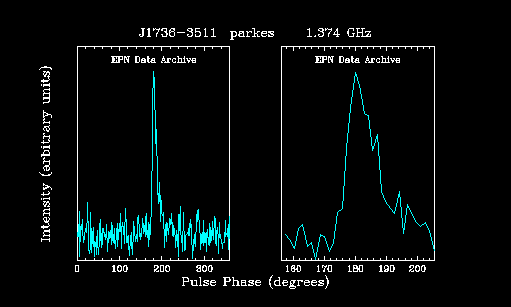 J1736-3511 parkes 1.374 GHz
EPN Data Archive EPN Data Archive
Intensity (arbitrary units)
0 100 200 300 160 170 180 190 200
Pulse Phase (degrees)